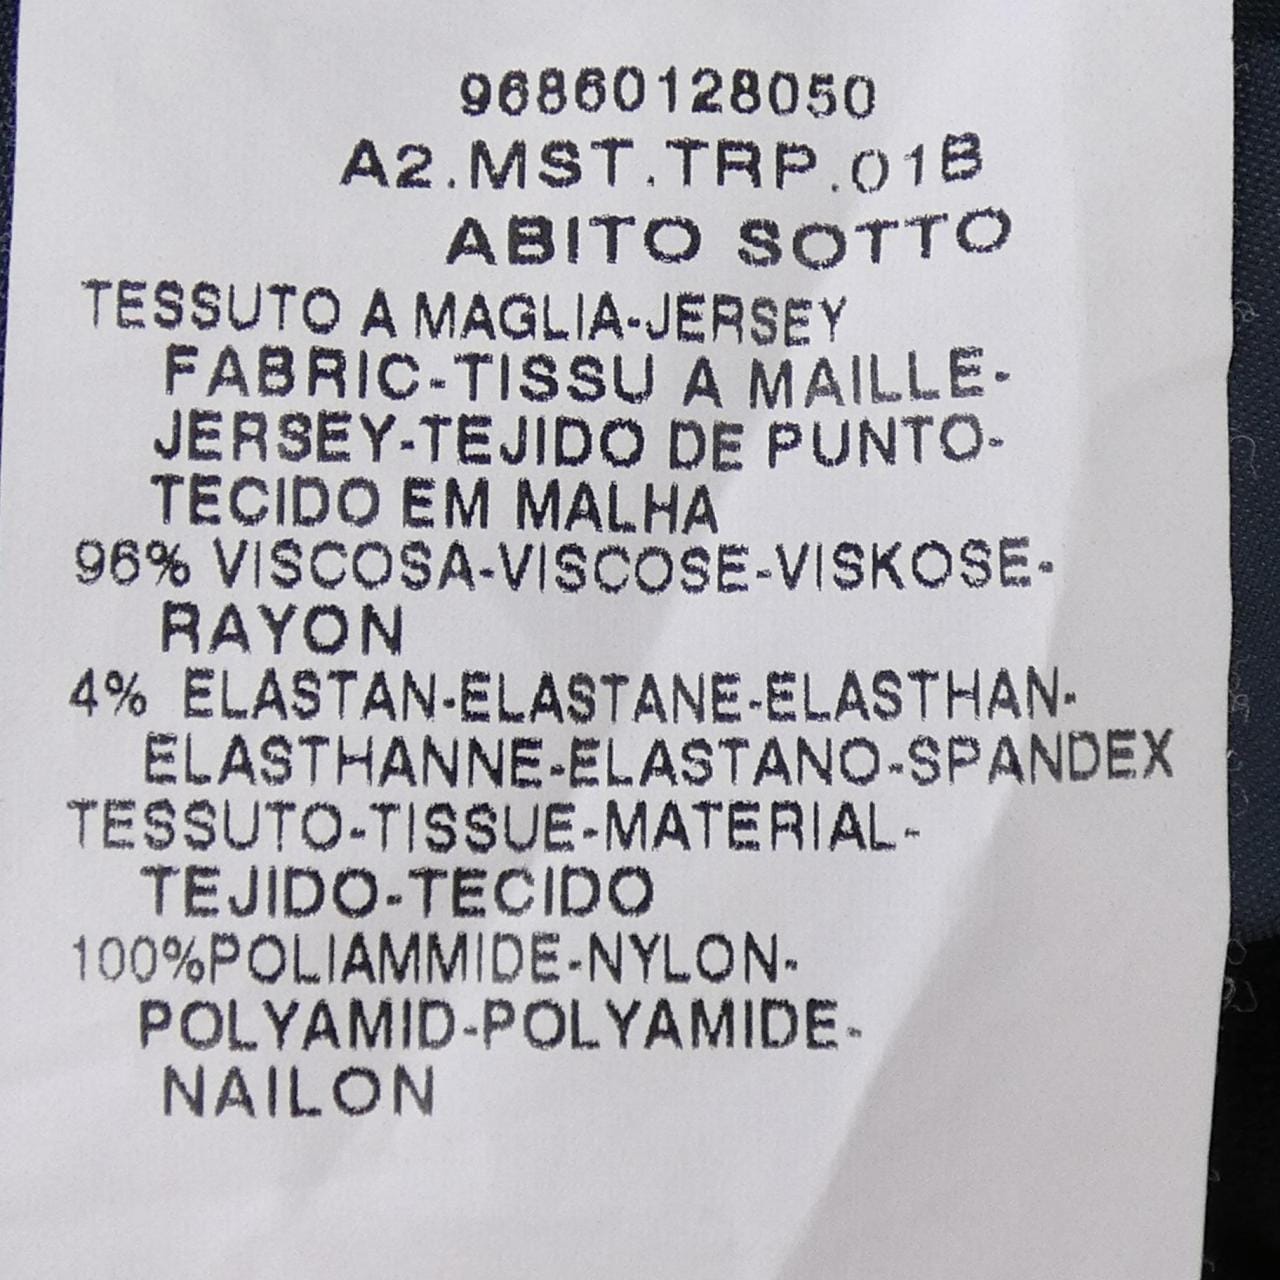 96860128050
A2.MST.TRP.01B
ABITO SOTTO
TESSUTO A MAGLIA-JERSEY
FABRIC-TISSU A MAILLE-
JERSEY-TEJIDO DE PUNTO-
TECIDO EM MALHA
96% VISCOSA-VISCOSE-VISKOSE-
RAYON
4% ELASTAN-ELASTANE-ELASTHAN-
ELASTHANNE-ELASTANO-SPANDEX
TESSUTO-TISSUE-MATERIAL-
TEJIDO-TECIDO
100%POLIAMMIDE-NYLON-
POLYAMID-POLYAMIDE-
NAILON